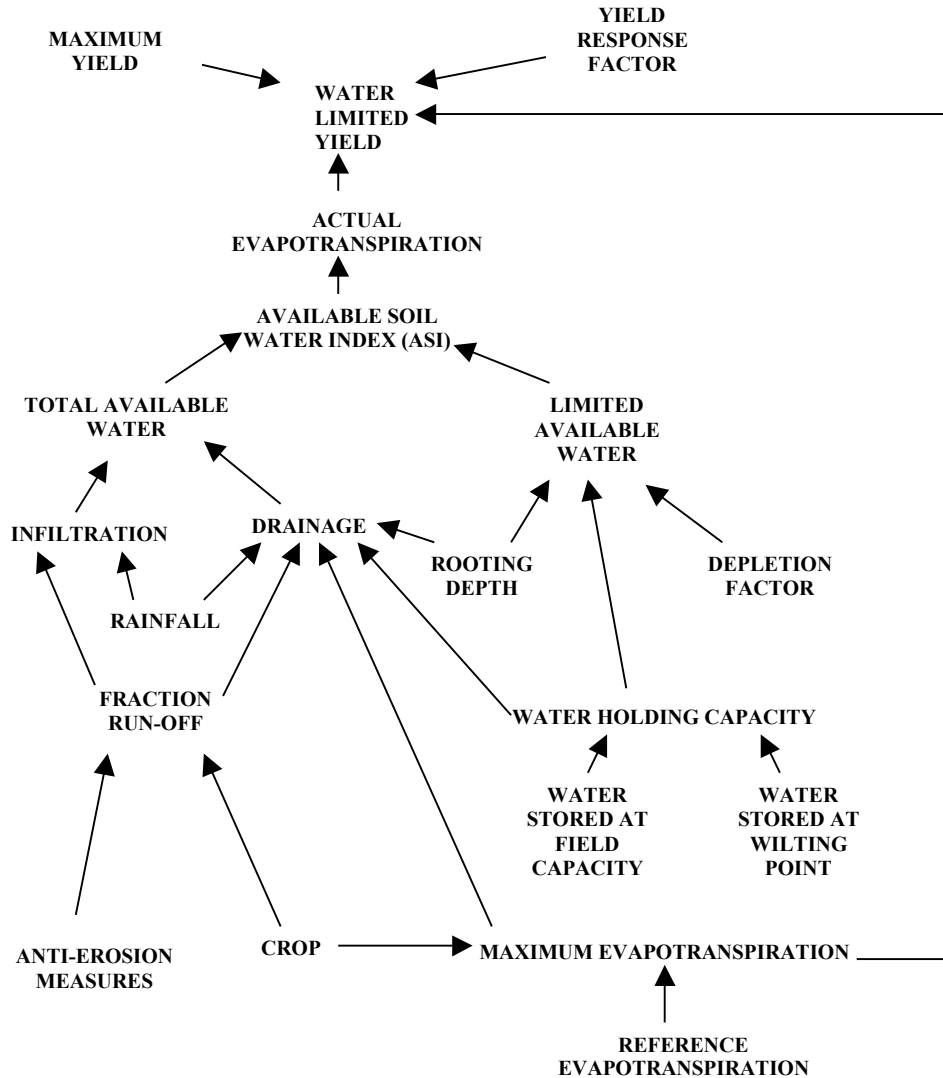 MAXIMUM
YIELD
YIELD
RESPONSE
FACTOR
WATER
LIMITED
YIELD
ACTUAL
EVAPOTRANSPIRATION
AVAILABLE SOIL
WATER INDEX (ASI)
TOTAL AVAILABLE
WATER
LIMITED
AVAILABLE
WATER
INFILTRATION
DRAINAGE
ROOTING
DEPTH
DEPLETION
FACTOR
RAINFALL
FRACTION
RUN-OFF
WATER HOLDING CAPACITY
WATER
STORED AT
FIELD
CAPACITY
WATER
STORED AT
WILTING
POINT
ANTI-EROSION
MEASURES
CROP
MAXIMUM EVAPOTRANSPIRATION
REFERENCE
EVAPOTRANSPIRATION